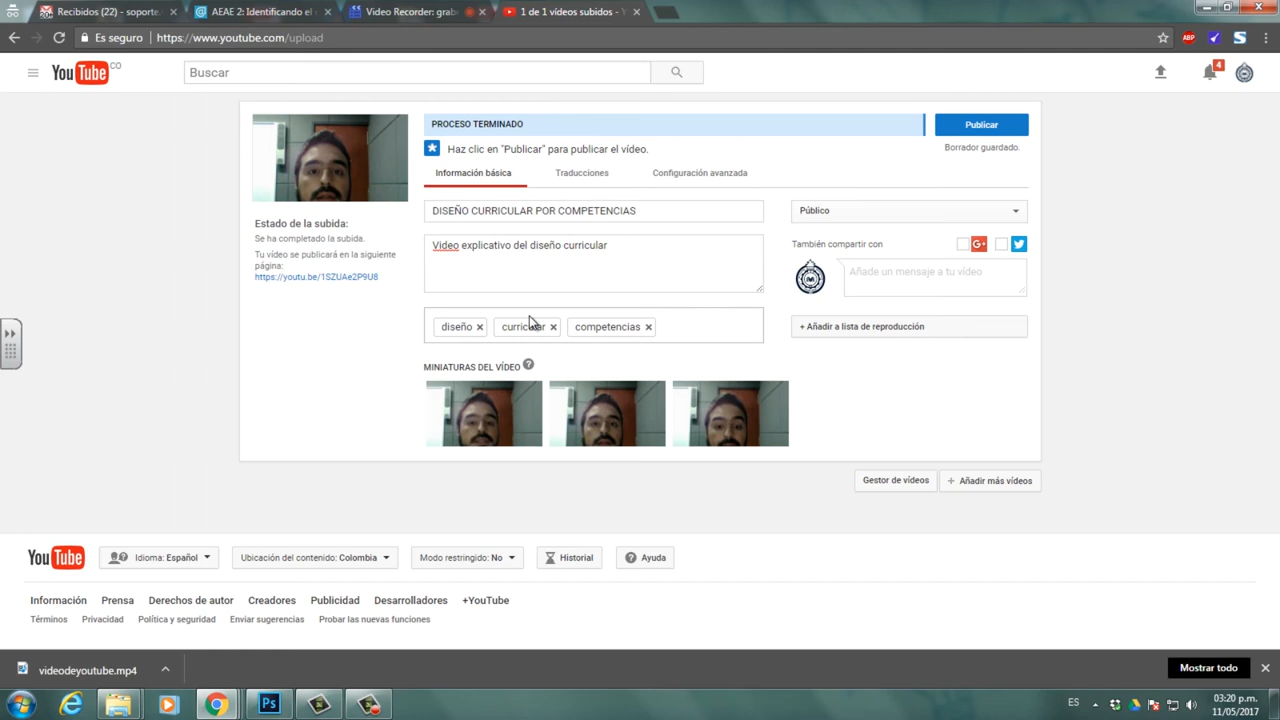 Recibidos (22) - soporte
AEAE 2: Identificando el
Video Recorder: grab
1 de 1 vídeos subidos - Y
Es seguro
https://www.youtube.com/upload
ABP
S
YouTube CO
Buscar
4
PROCESO TERMINADO
Publicar
Haz clic en "Publicar" para publicar el vídeo.
Borrador guardado.
Información básica
Traducciones
Configuración avanzada
DISEÑO CURRICULAR POR COMPETENCIAS
Público
Estado de la subida:
Se ha completado la subida.
Tu vídeo se publicará en la siguiente
página:
https://youtu.be/1SZUAe2P9U8
Video explicativo del diseño curricular
También compartir con
G+
Añade un mensaje a tu vídeo
diseño
curricular
competencias
+ Añadir a lista de reproducción
MINIATURAS DEL VÍDEO ?
Gestor de vídeos
+ Añadir más vídeos
YouTube
Idioma: Español
Ubicación del contenido: Colombia
Modo restringido: No
Historial
? Ayuda
Información
Prensa
Derechos de autor
Creadores
Publicidad
Desarrolladores
+YouTube
Términos
Privacidad
Política y seguridad
Enviar sugerencias
Probar las nuevas funciones
videodeyoutube.mp4
Mostrar todo
Ps
ES
03:20 p.m.
11/05/2017